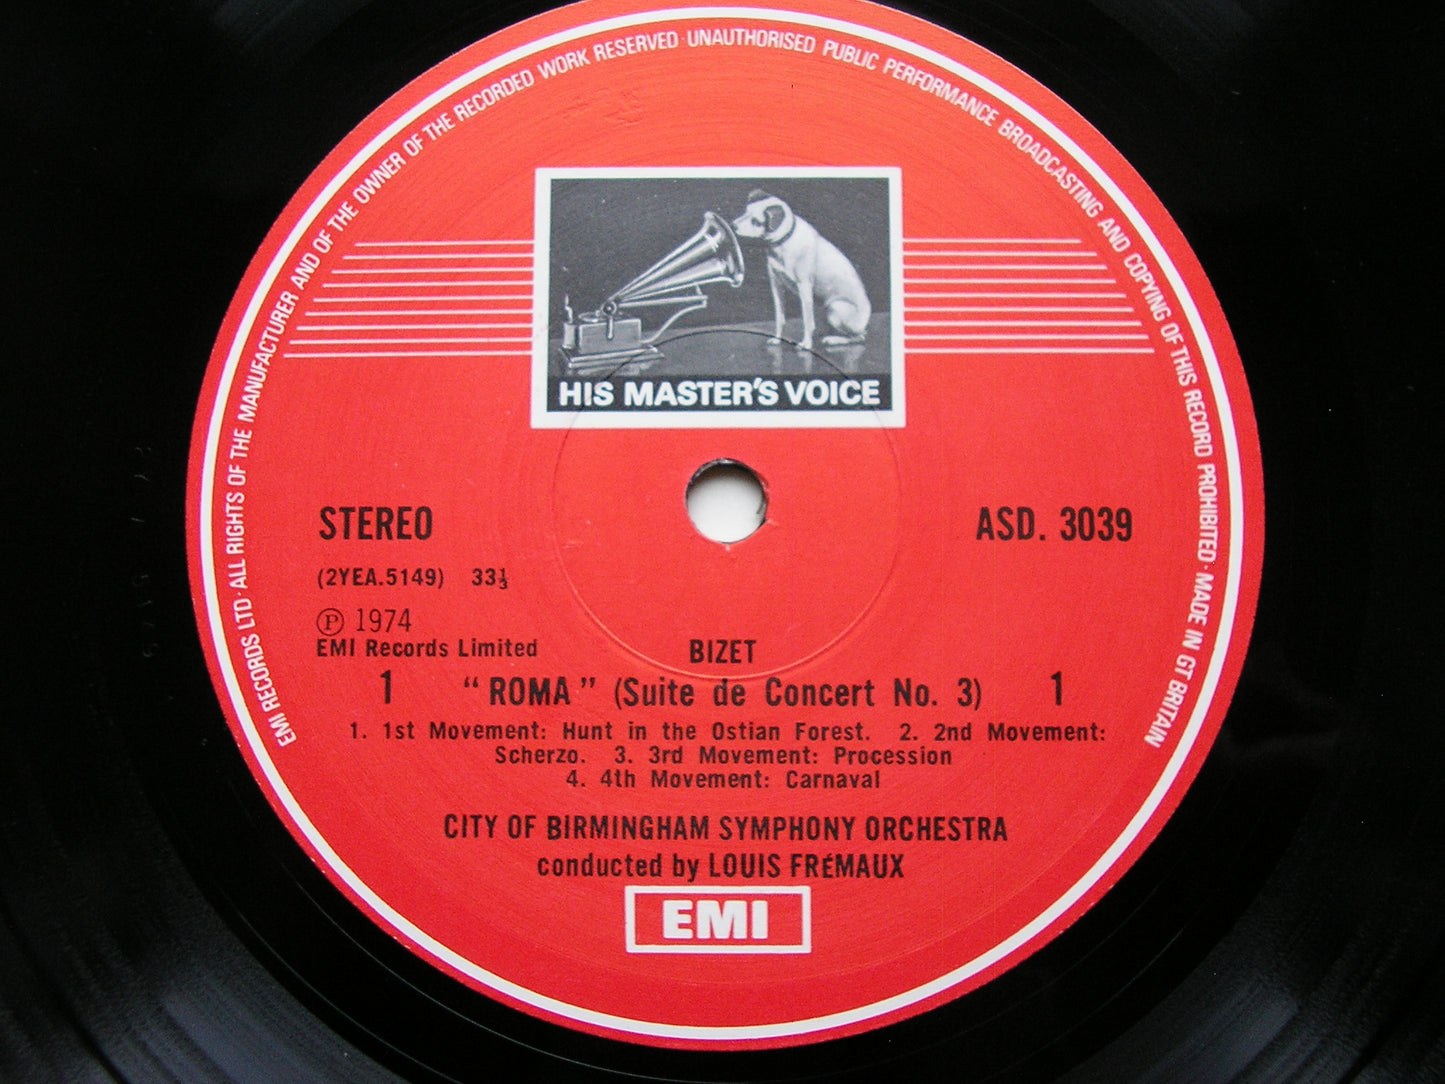 EMI RECORDS LTD · ALL RIGHTS OF THE MANUFACTURER AND OF THE OWNER OF THE RECORDED WORK RESERVED · UNAUTHORISED PUBLIC PERFORMANCE BROADCASTING AND COPYING OF THIS RECORD PROHIBITED · MADE IN GT BRITAIN
HIS MASTER'S VOICE
STEREO
ASD. 3039
(2YEA.5149) 33⅓
℗ 1974
EMI Records Limited
BIZET
1 "ROMA" (Suite de Concert No. 3) 1
1. 1st Movement: Hunt in the Ostian Forest. 2. 2nd Movement:
Scherzo. 3. 3rd Movement: Procession
4. 4th Movement: Carnaval
CITY OF BIRMINGHAM SYMPHONY ORCHESTRA
conducted by LOUIS FRÉMAUX
EMI